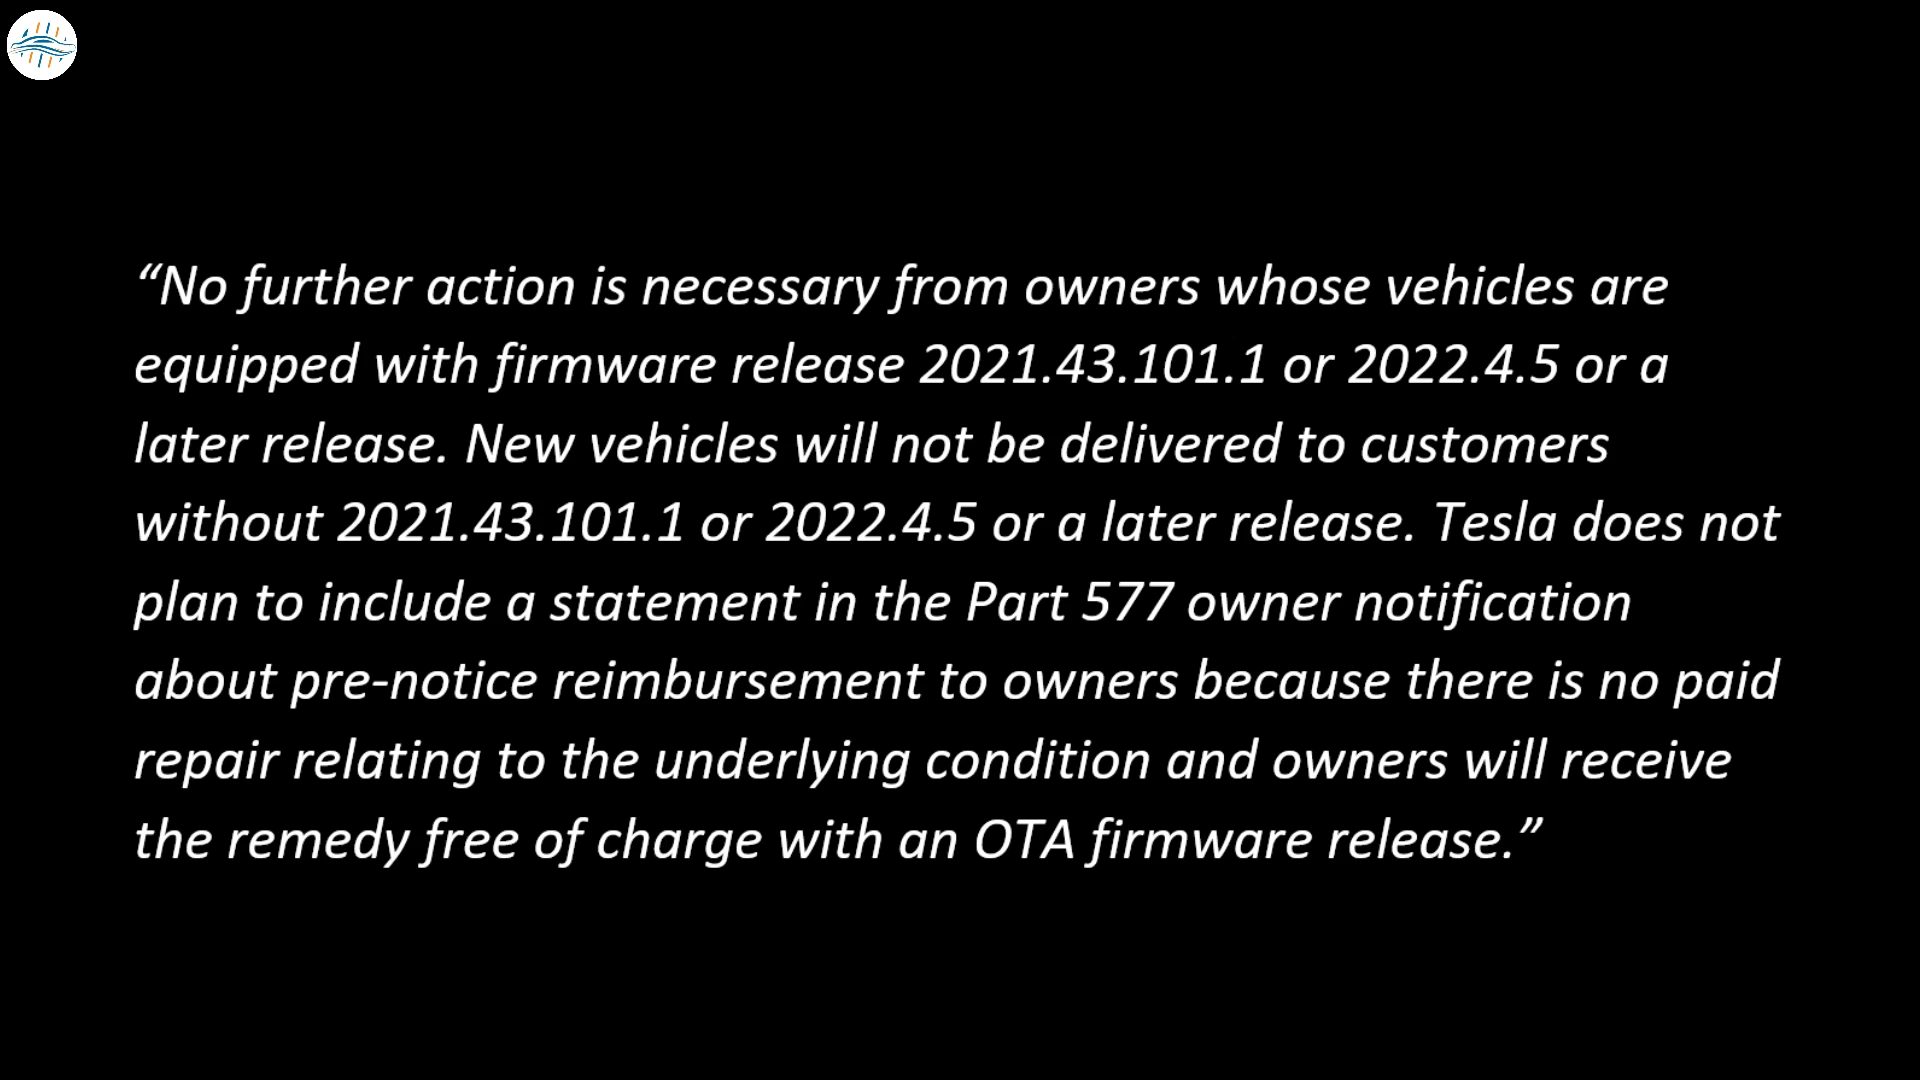 “No further action is necessary from owners whose vehicles are
equipped with firmware release 2021.43.101.1 or 2022.4.5 or a
later release. New vehicles will not be delivered to customers
without 2021.43.101.1 or 2022.4.5 or a later release. Tesla does not
plan to include a statement in the Part 577 owner notification
about pre-notice reimbursement to owners because there is no paid
repair relating to the underlying condition and owners will receive
the remedy free of charge with an OTA firmware release.”